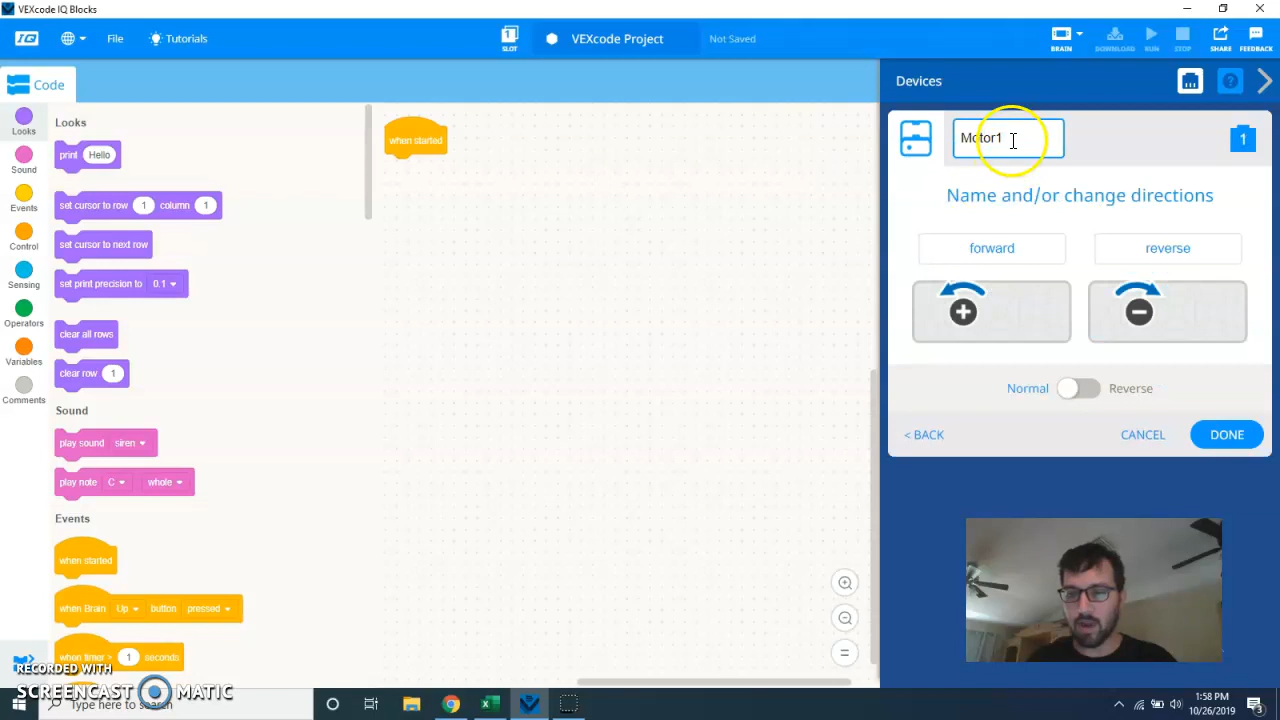 VEXcode IQ Blocks
IQ
File
Tutorials
1
SLOT
VEXcode Project
Not Saved
BRAIN
DOWNLOAD
RUN
STOP
SHARE
FEEDBACK
Code
Devices
?
Looks
Sound
Events
Control
Sensing
Operators
Variables
Comments
Looks
print Hello
set cursor to row 1 column 1
set cursor to next row
set print precision to 0.1
clear all rows
clear row 1
Sound
play sound siren
play note C whole
Events
when started
when Brain Up button pressed
when timer > 1 seconds
when started
Motor1
1
Name and/or change directions
forward
reverse
Normal
Reverse
< BACK
CANCEL
DONE
RECORDED WITH
SCREENCAST MATIC
Type here to search
1:58 PM
10/26/2019
3